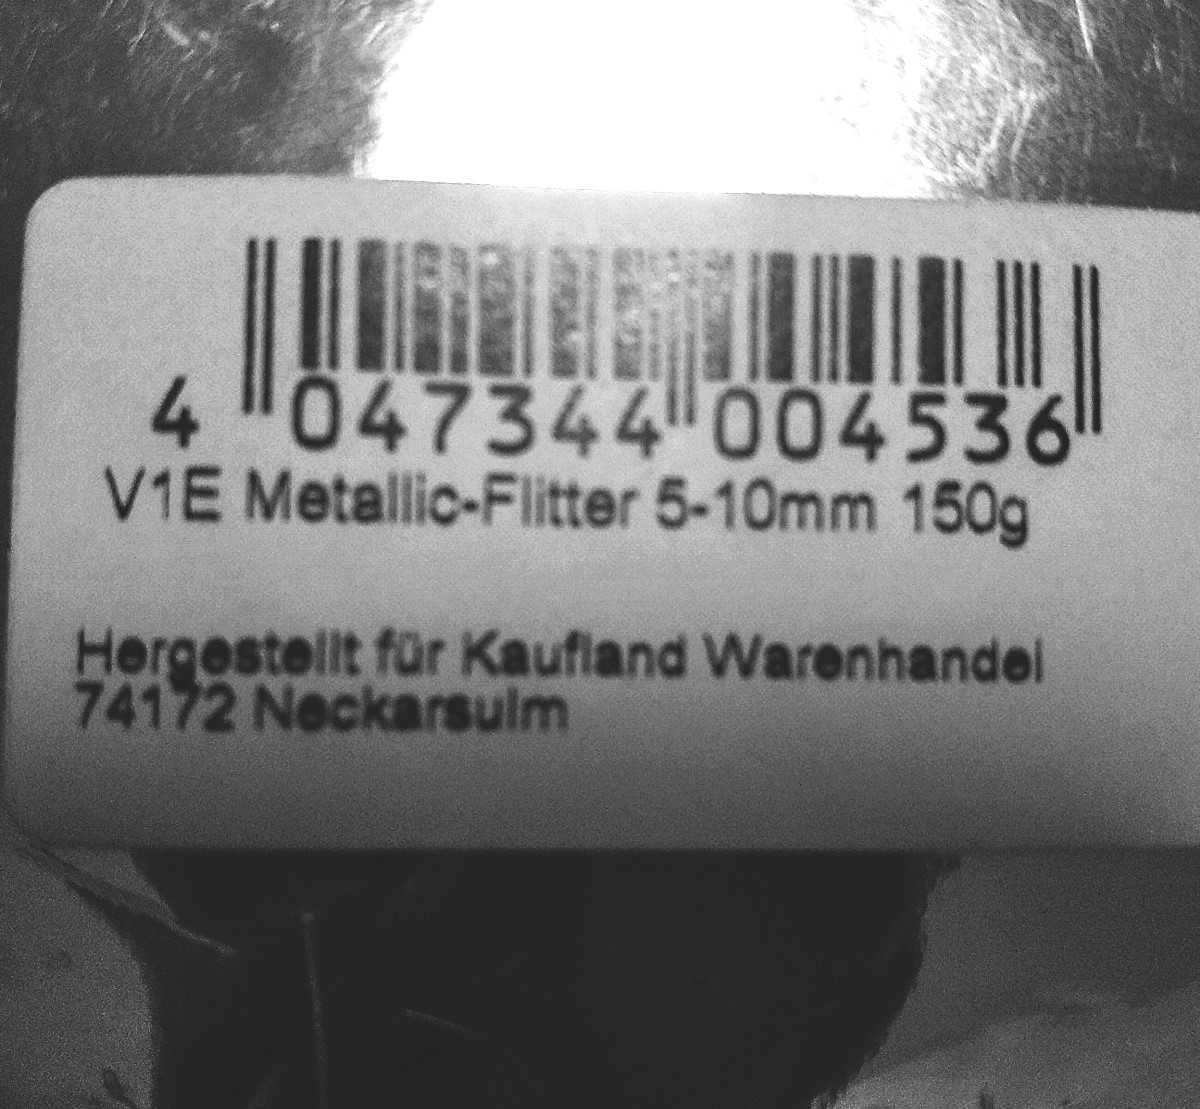 4 047344 004536
V1E Metallic-Flitter 5-10mm 150g
Hergestellt für Kaufland Warenhandel
74172 Neckarsulm